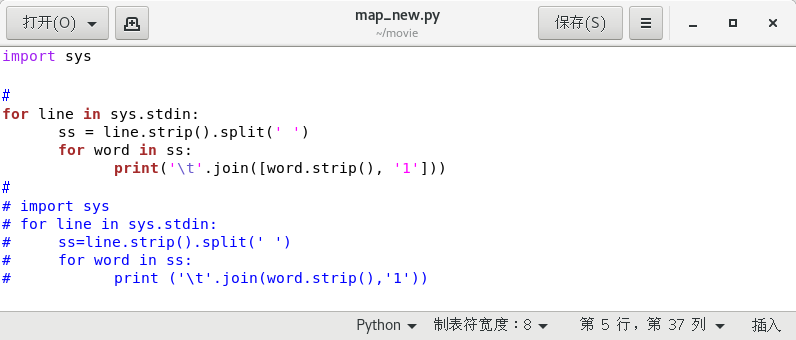 打开(O)
map_new.py
~/movie
保存(S)
import sys
#
for line in sys.stdin:
ss = line.strip().split(' ')
for word in ss:
print('\t'.join([word.strip(), '1']))
#
# import sys
# for line in sys.stdin:
#     ss=line.strip().split(' ')
#     for word in ss:
#           print ('\t'.join(word.strip(),'1'))
Python 制表符宽度：8 第 5 行，第 37 列 插入